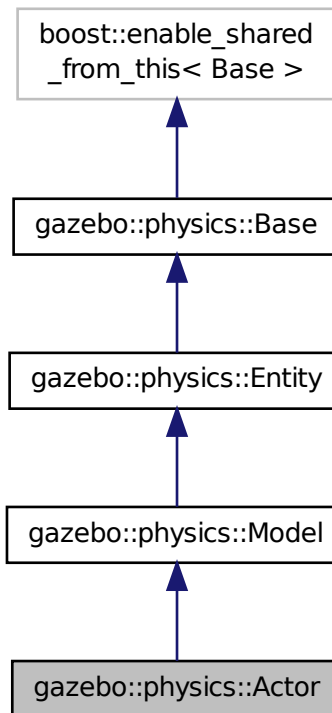 boost::enable_shared
_from_this< Base >
gazebo::physics::Base
gazebo::physics::Entity
gazebo::physics::Model
gazebo::physics::Actor